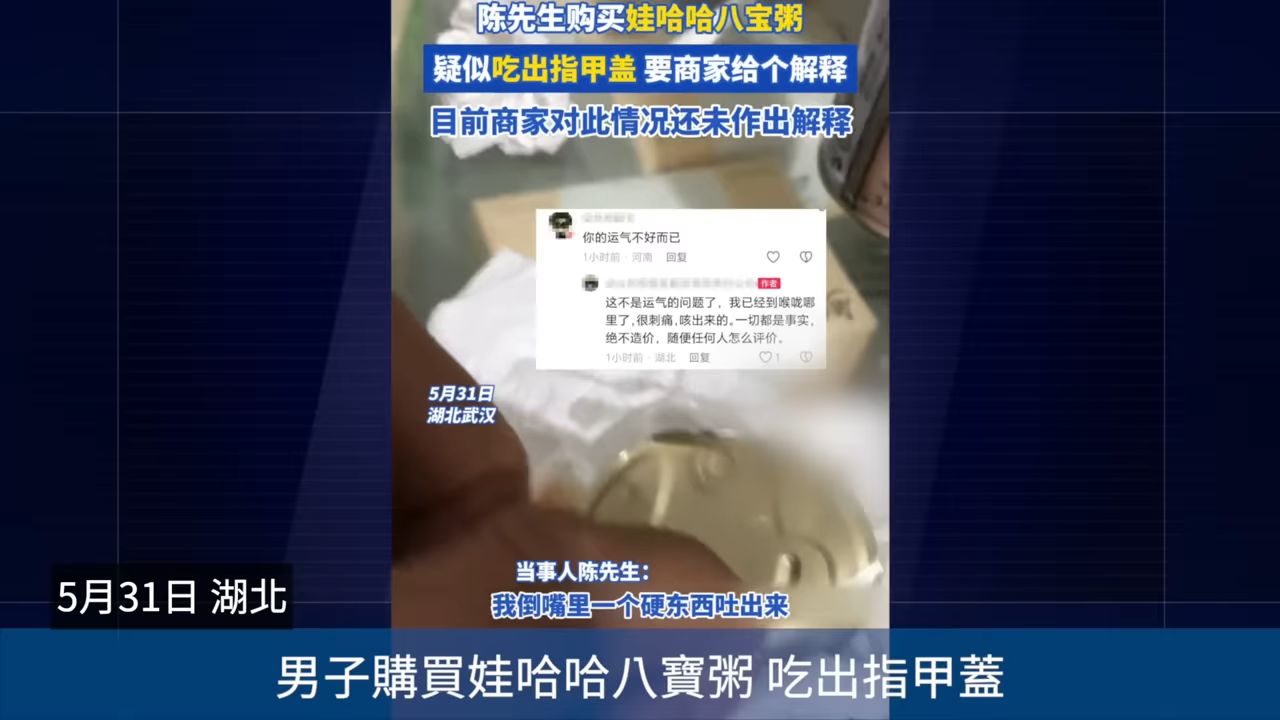 陈先生购买娃哈哈八宝粥
疑似吃出指甲盖 要商家给个解释
目前商家对此情况还未作出解释
你的运气不好而已
1小时前·河南 回复
作者
这不是运气的问题了，我已经到喉咙哪
里了,很刺痛,咳出来的。一切都是事实,
绝不造价，随便任何人怎么评价。
1小时前·湖北 回复
1
5月31日
湖北武汉
当事人陈先生：
我倒嘴里一个硬东西吐出来
5月31日 湖北
男子購買娃哈哈八寶粥 吃出指甲蓋